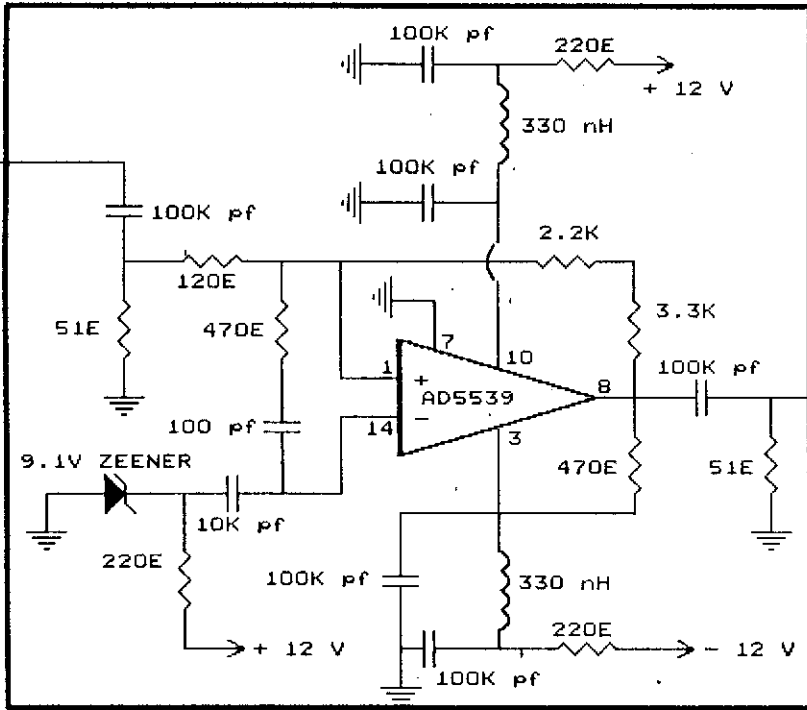 100K pf
220E
+ 12 V
330 nH
100K pf
100K pf
2.2K
120E
51E
470E
3.3K
7
10
100K pf
1
+
AD5539
8
14
-
3
100 pf
9.1V ZEENER
470E
51E
10K pf
220E
100K pf
330 nH
220E
+ 12 V
- 12 V
100K pf